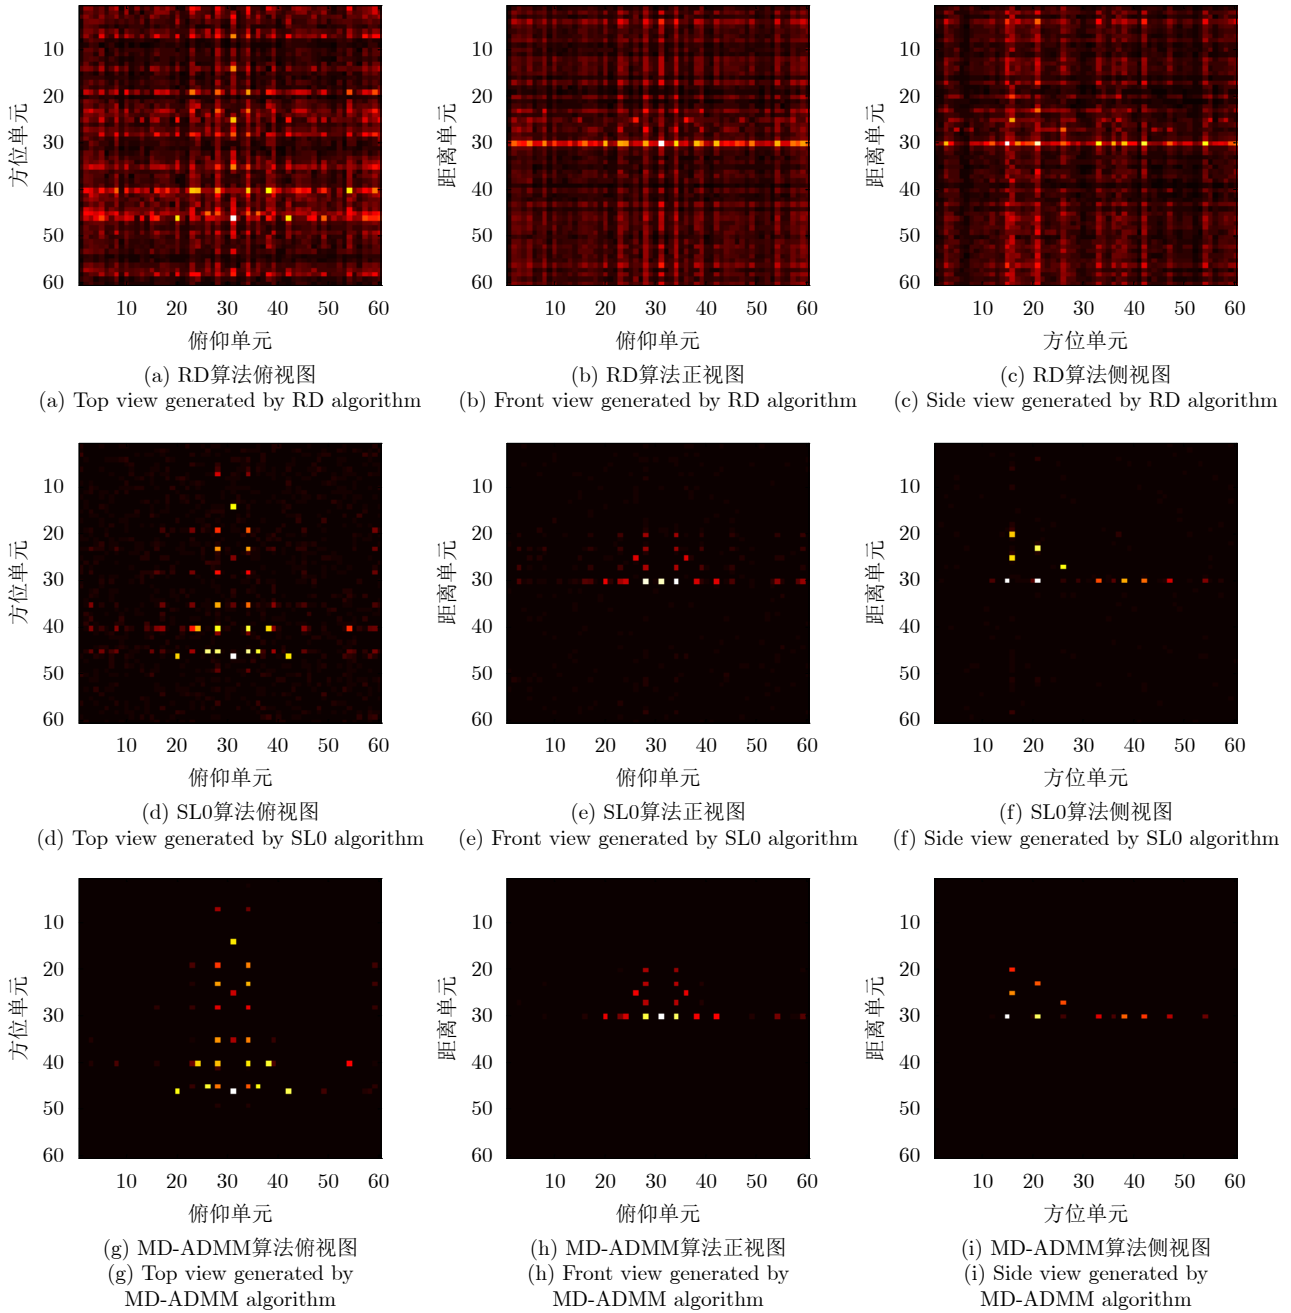 10
20
30
40
50
60
方位单元
10 20 30 40 50 60
俯仰单元
(a) RD算法俯视图
(a) Top view generated by RD algorithm
10
20
30
40
50
60
距离单元
10 20 30 40 50 60
俯仰单元
(b) RD算法正视图
(b) Front view generated by RD algorithm
10
20
30
40
50
60
距离单元
10 20 30 40 50 60
方位单元
(c) RD算法侧视图
(c) Side view generated by RD algorithm
10
20
30
40
50
60
方位单元
10 20 30 40 50 60
俯仰单元
(d) SL0算法俯视图
(d) Top view generated by SL0 algorithm
10
20
30
40
50
60
距离单元
10 20 30 40 50 60
俯仰单元
(e) SL0算法正视图
(e) Front view generated by SL0 algorithm
10
20
30
40
50
60
距离单元
10 20 30 40 50 60
方位单元
(f) SL0算法侧视图
(f) Side view generated by SL0 algorithm
10
20
30
40
50
60
方位单元
10 20 30 40 50 60
俯仰单元
(g) MD-ADMM算法俯视图
(g) Top view generated by
MD-ADMM algorithm
10
20
30
40
50
60
距离单元
10 20 30 40 50 60
俯仰单元
(h) MD-ADMM算法正视图
(h) Front view generated by
MD-ADMM algorithm
10
20
30
40
50
60
距离单元
10 20 30 40 50 60
方位单元
(i) MD-ADMM算法侧视图
(i) Side view generated by
MD-ADMM algorithm